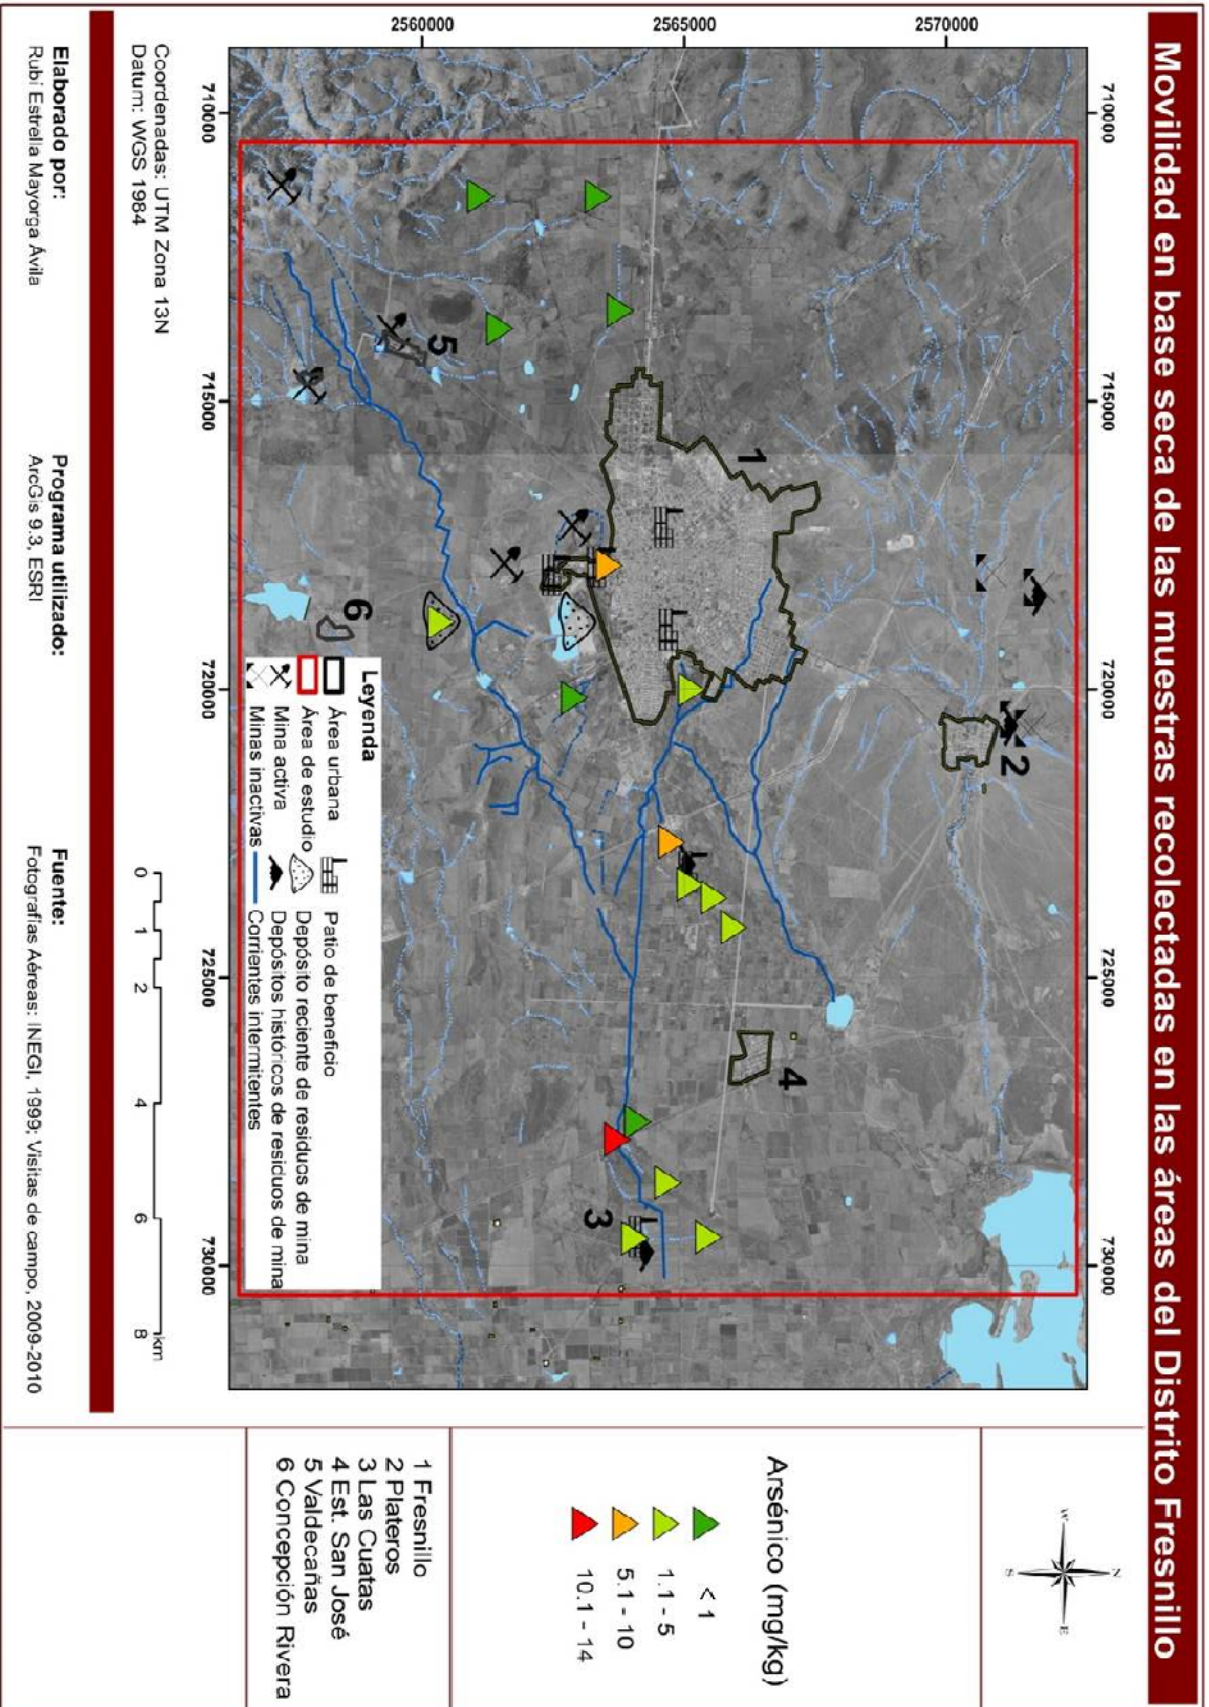 Movilidad en base seca de las muestras recolectadas en las áreas del Distrito Fresnillo
710000
715000
720000
725000
730000
2570000
2565000
2560000
1
2
3
4
5
6
710000
715000
720000
725000
730000
Leyenda
Área urbana
Área de estudio
Mina activa
Minas inactivas
Patio de beneficio
Depósito reciente de residuos de mina
Depósitos históricos de residuos de mina
Corrientes intermitentes
N
W
E
S
Arsénico (mg/kg)
< 1
1.1 - 5
5.1 - 10
10.1 - 14
1 Fresnillo
2 Plateros
3 Las Cuatas
4 Est. San José
5 Valdecañas
6 Concepción Rivera
Coordenadas: UTM Zona 13N
Datum: WGS 1984
0 1 2 4 6 8 km
Elaborado por:
Rubí Estrella Mayorga Ávila
Programa utilizado:
ArcGis 9.3, ESRI
Fuente:
Fotografías Aéreas: INEGI, 1999; Visitas de campo, 2009-2010